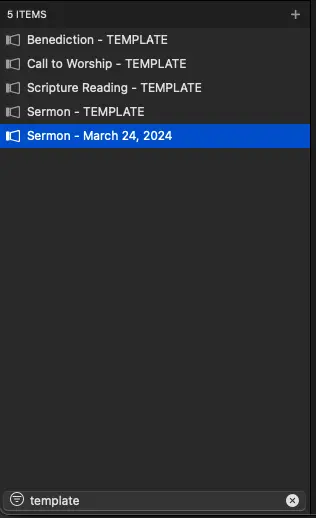 5 ITEMS
Benediction - TEMPLATE
Call to Worship - TEMPLATE
Scripture Reading - TEMPLATE
Sermon - TEMPLATE
Sermon - March 24, 2024
template